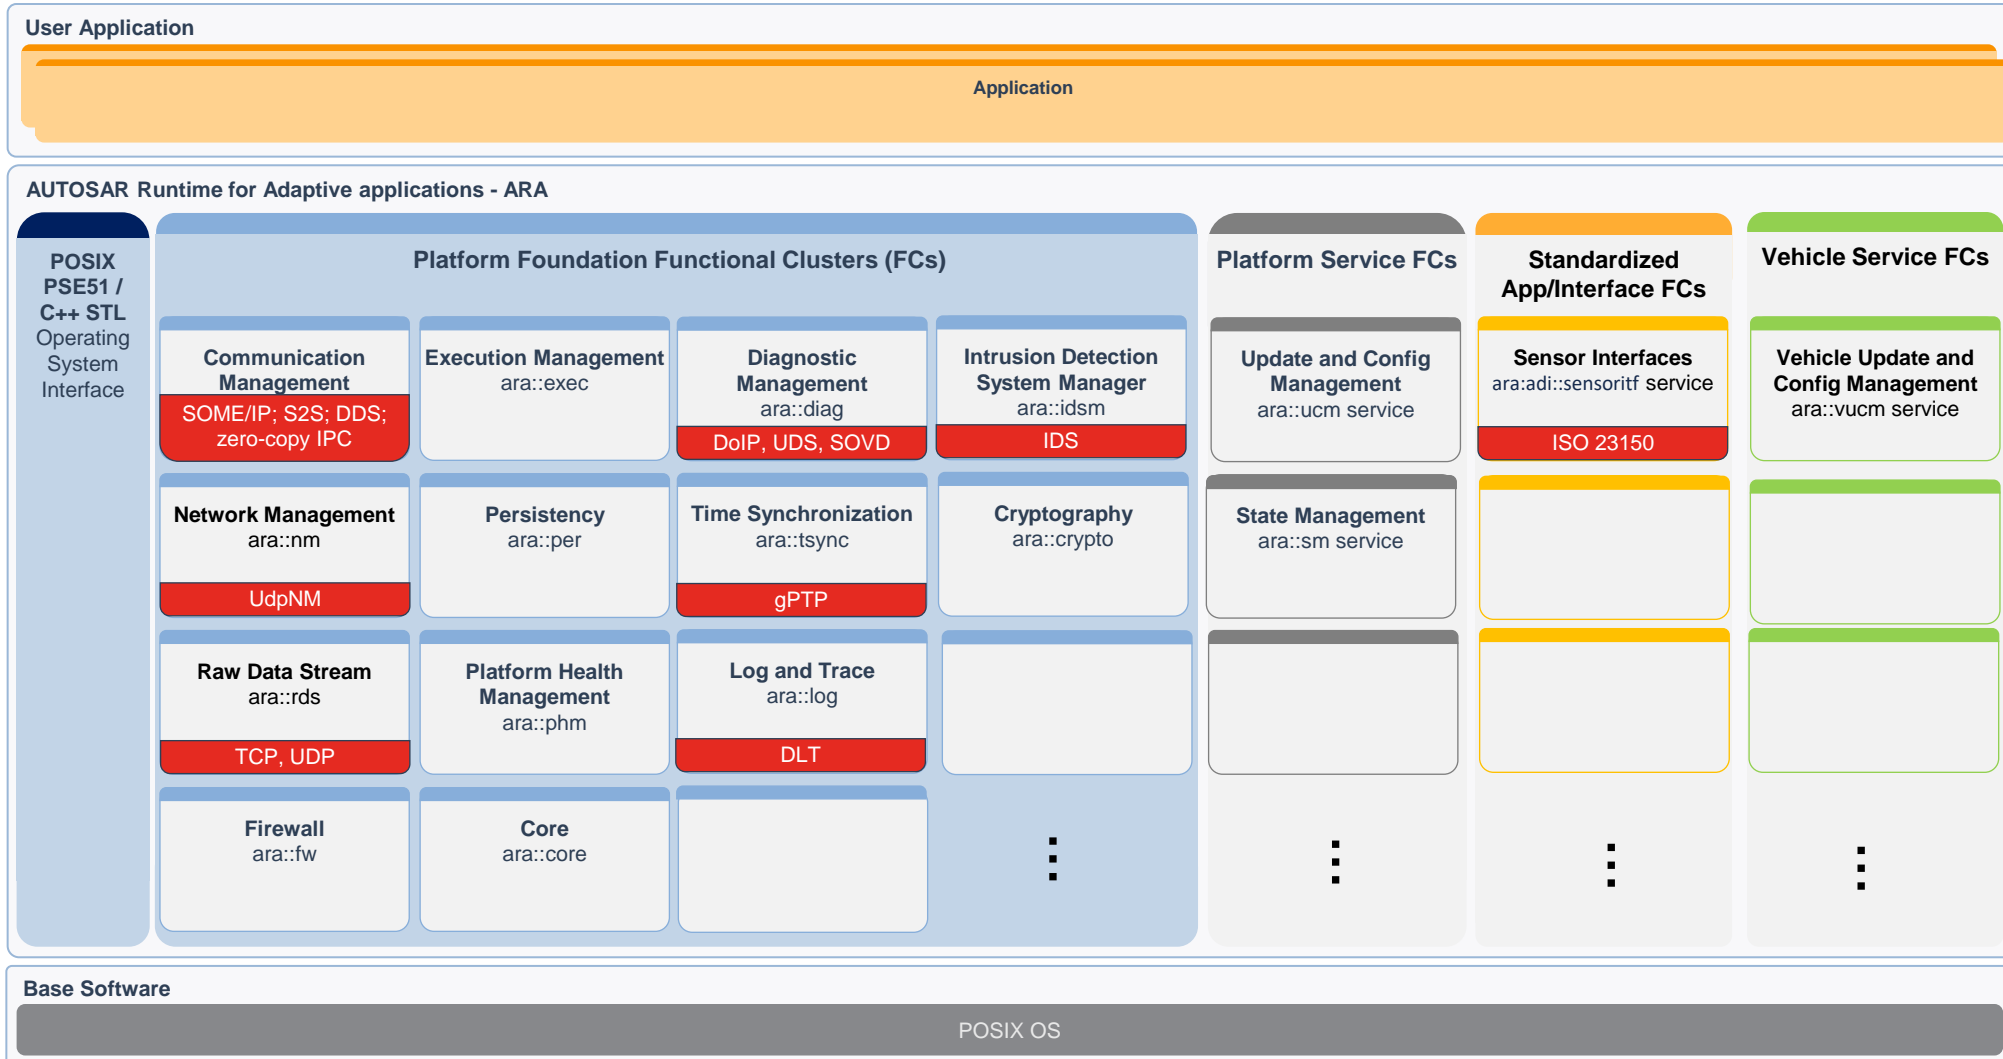 User Application
Application
AUTOSAR Runtime for Adaptive applications - ARA
POSIX
PSE51 /
C++ STL
Operating
System
Interface
Platform Foundation Functional Clusters (FCs)
Communication
Management
SOME/IP; S2S; DDS;
zero-copy IPC
Execution Management
ara::exec
Diagnostic
Management
ara::diag
DoIP, UDS, SOVD
Intrusion Detection
System Manager
ara::idsm
IDS
Network Management
ara::nm
UdpNM
Persistency
ara::per
Time Synchronization
ara::tsync
gPTP
Cryptography
ara::crypto
Raw Data Stream
ara::rds
TCP, UDP
Platform Health
Management
ara::phm
Log and Trace
ara::log
DLT
Firewall
ara::fw
Core
ara::core
Platform Service FCs
Update and Config
Management
ara::ucm service
State Management
ara::sm service
Standardized
App/Interface FCs
Sensor Interfaces
ara:adi::sensoritf service
ISO 23150
Vehicle Service FCs
Vehicle Update and
Config Management
ara::vucm service
Base Software
POSIX OS